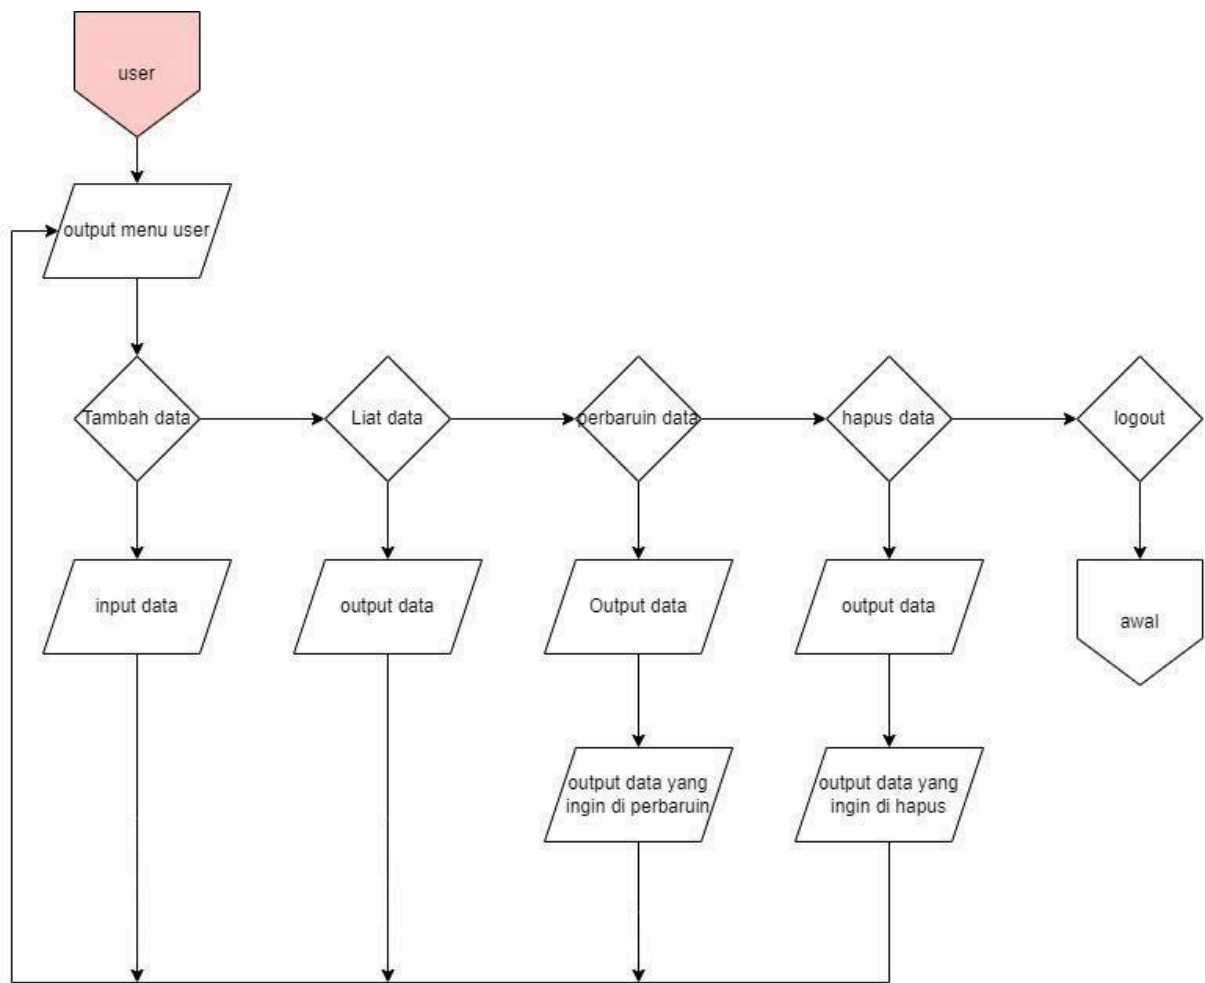 user
output menu user
Tambah data
Liat data
perbaruin data
hapus data
logout
input data
output data
Output data
output data
awal
output data yang
ingin di perbaruin
output data yang
ingin di hapus